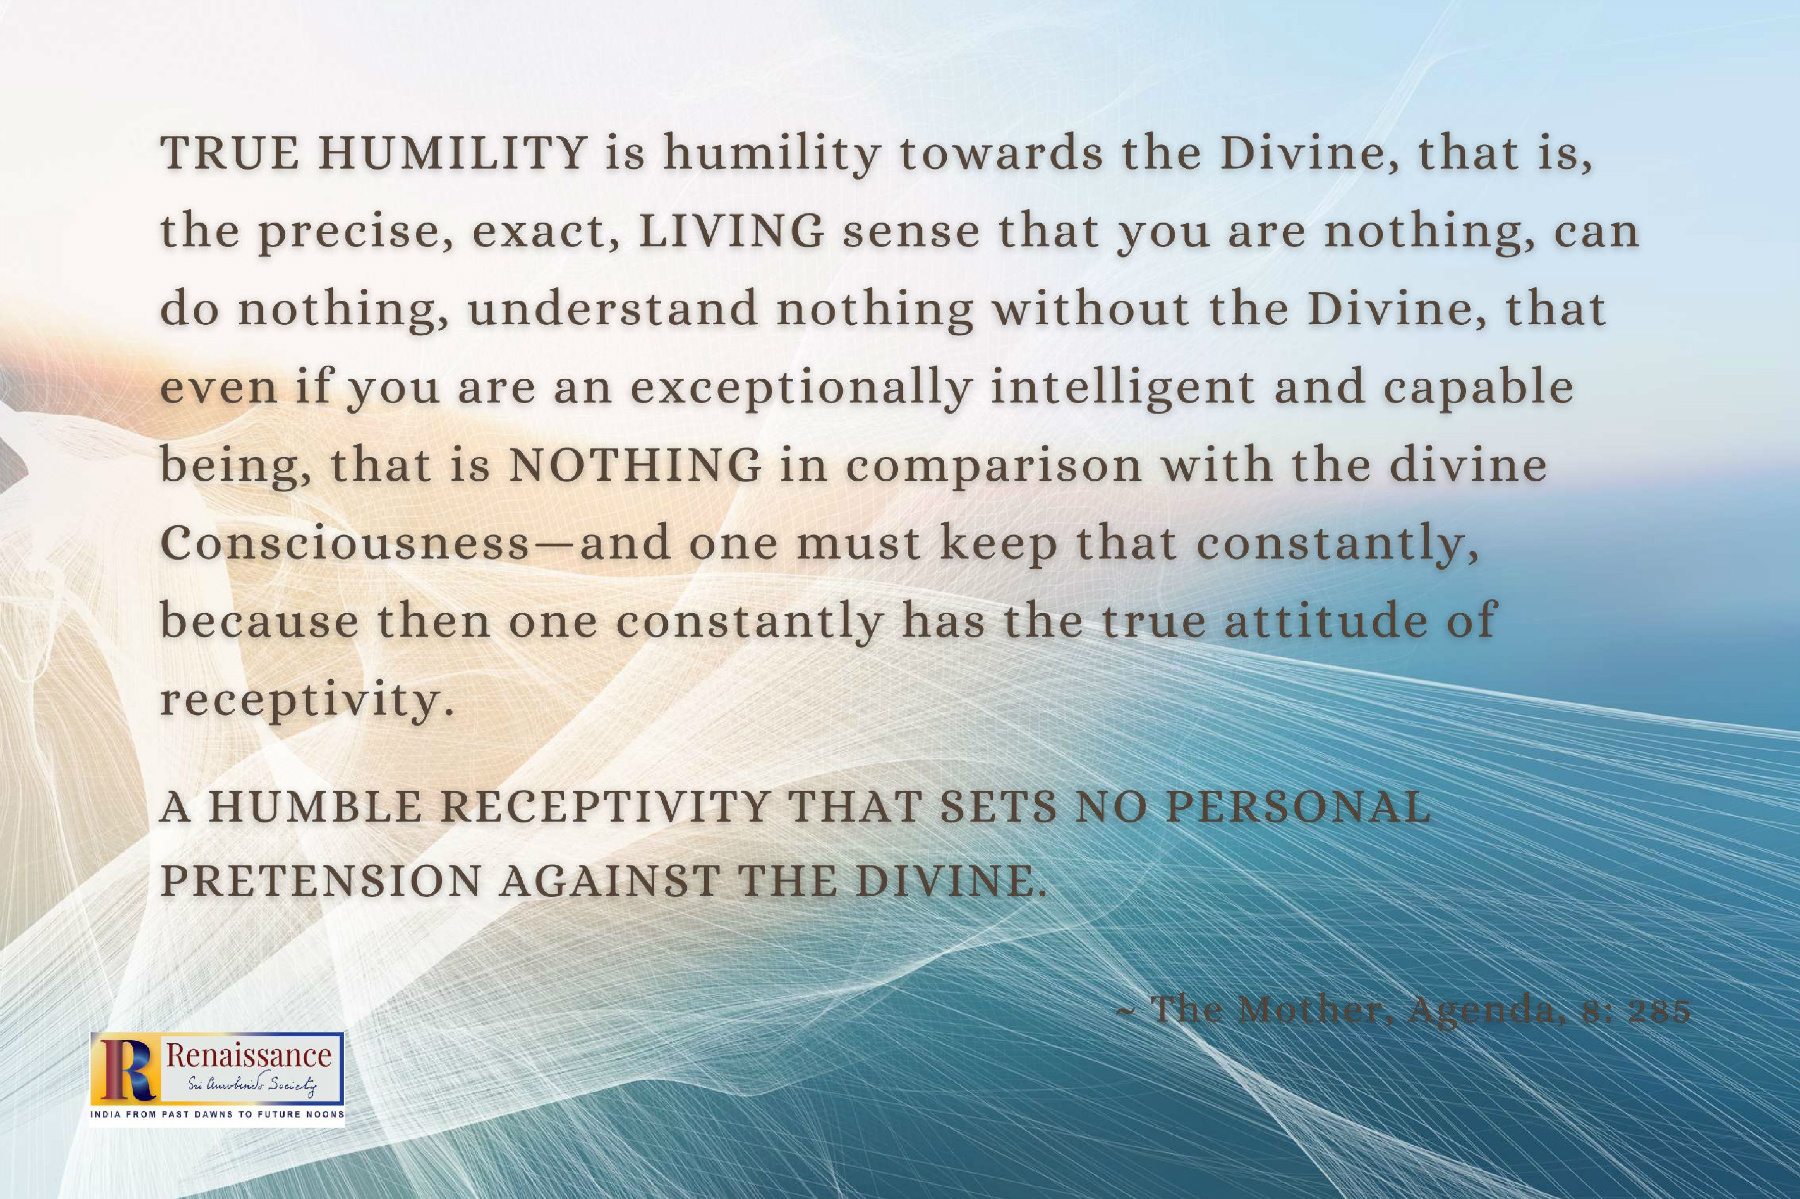 TRUE HUMILITY is humility towards the Divine, that is,
the precise, exact, LIVING sense that you are nothing, can
do nothing, understand nothing without the Divine, that
even if you are an exceptionally intelligent and capable
being, that is NOTHING in comparison with the divine
Consciousness—and one must keep that constantly,
because then one constantly has the true attitude of
receptivity.
A HUMBLE RECEPTIVITY THAT SETS NO PERSONAL
PRETENSION AGAINST THE DIVINE.
~ The Mother, Agenda, 8: 285
R Renaissance
Sri Aurobindo Society
INDIA FROM PAST DAWNS TO FUTURE NOONS